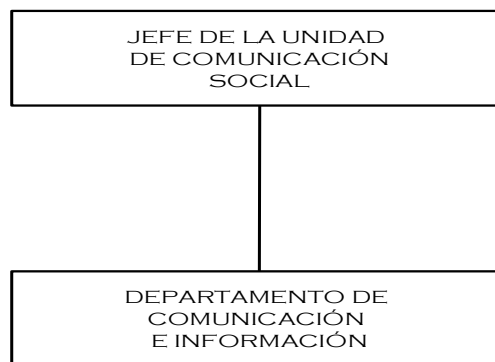 JEFE DE LA UNIDAD
DE COMUNICACIÓN
SOCIAL
DEPARTAMENTO DE
COMUNICACIÓN
E INFORMACIÓN